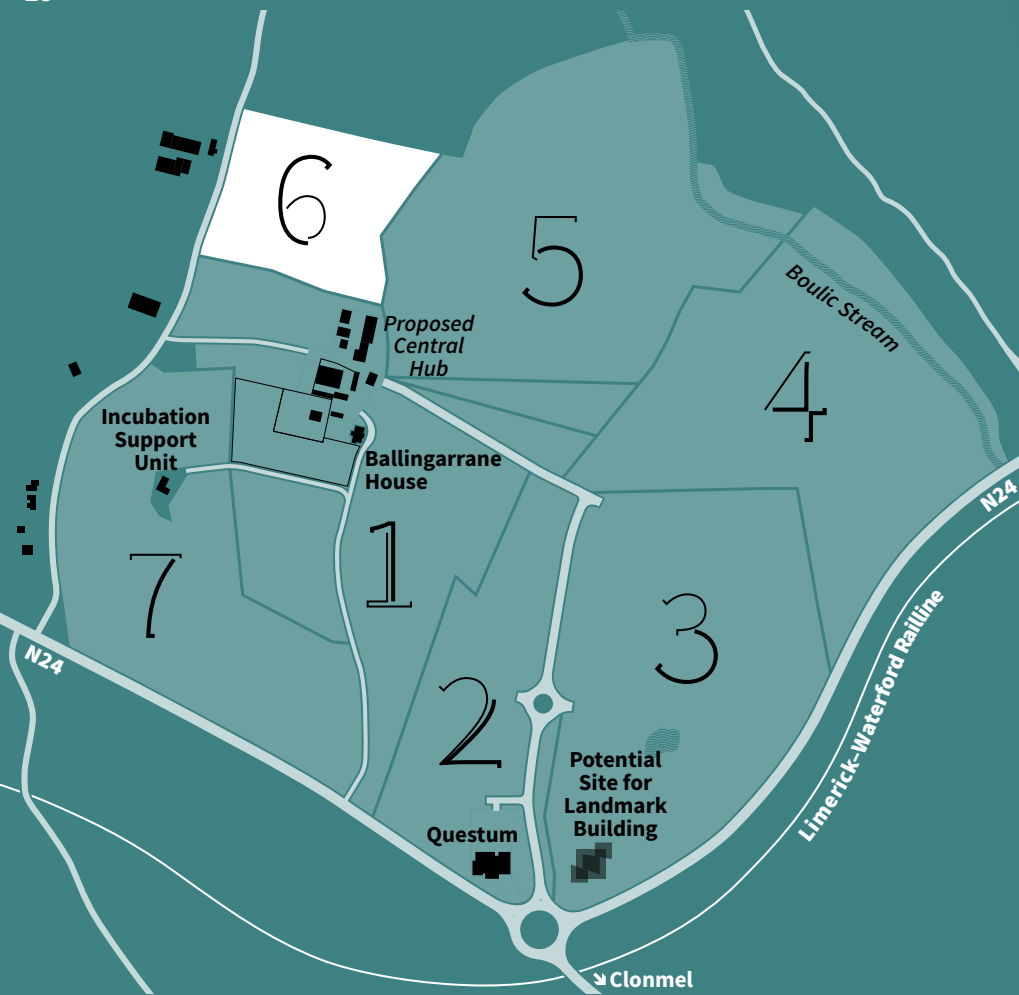 6
5
Boulic Stream
Proposed
Central
Hub
4
Incubation
Support
Unit
Ballingarrane
House
N24
1
7
3
Limerick-Waterford Railline
N24
2
Potential
Site for
Landmark
Building
Questum
Clonmel